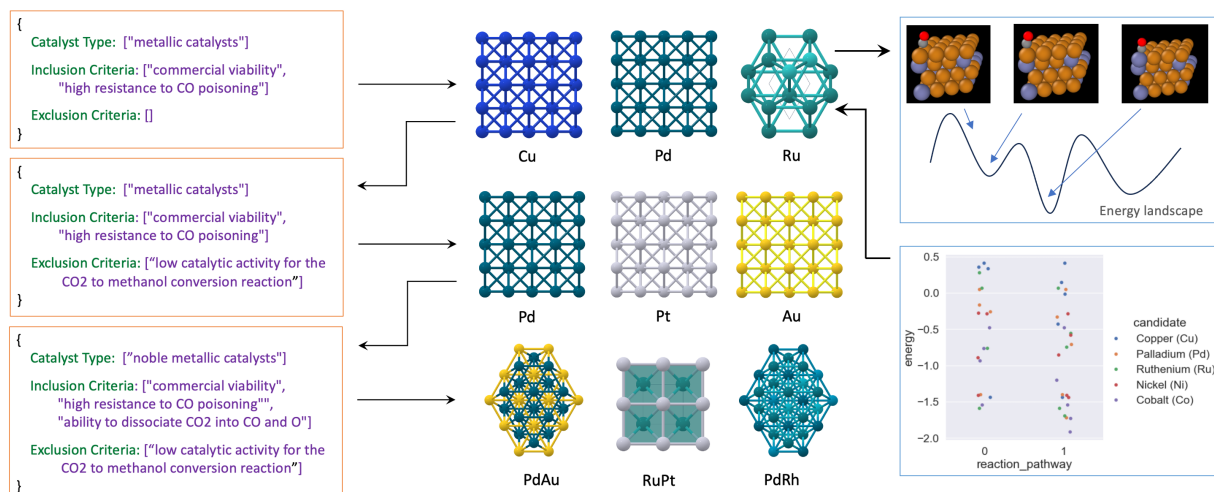 {
Catalyst Type: ["metallic catalysts"]
Inclusion Criteria: ["commercial viability",
"high resistance to CO poisoning"]
Exclusion Criteria: []
}
Cu
Pd
Ru
Energy landscape
{
Catalyst Type: ["metallic catalysts"]
Inclusion Criteria: ["commercial viability",
"high resistance to CO poisoning"]
Exclusion Criteria: [“low catalytic activity for the
CO2 to methanol conversion reaction”]
}
Pd
Pt
Au
{
Catalyst Type: [”noble metallic catalysts"]
Inclusion Criteria: ["commercial viability",
"high resistance to CO poisoning"",
"ability to dissociate CO2 into CO and O"]
Exclusion Criteria: [“low catalytic activity for the
CO2 to methanol conversion reaction”]
}
PdAu
RuPt
PdRh
0.5
0.0
−0.5
−1.0
−1.5
−2.0
energy
0
1
reaction_pathway
candidate
Copper (Cu)
Palladium (Pd)
Ruthenium (Ru)
Nickel (Ni)
Cobalt (Co)